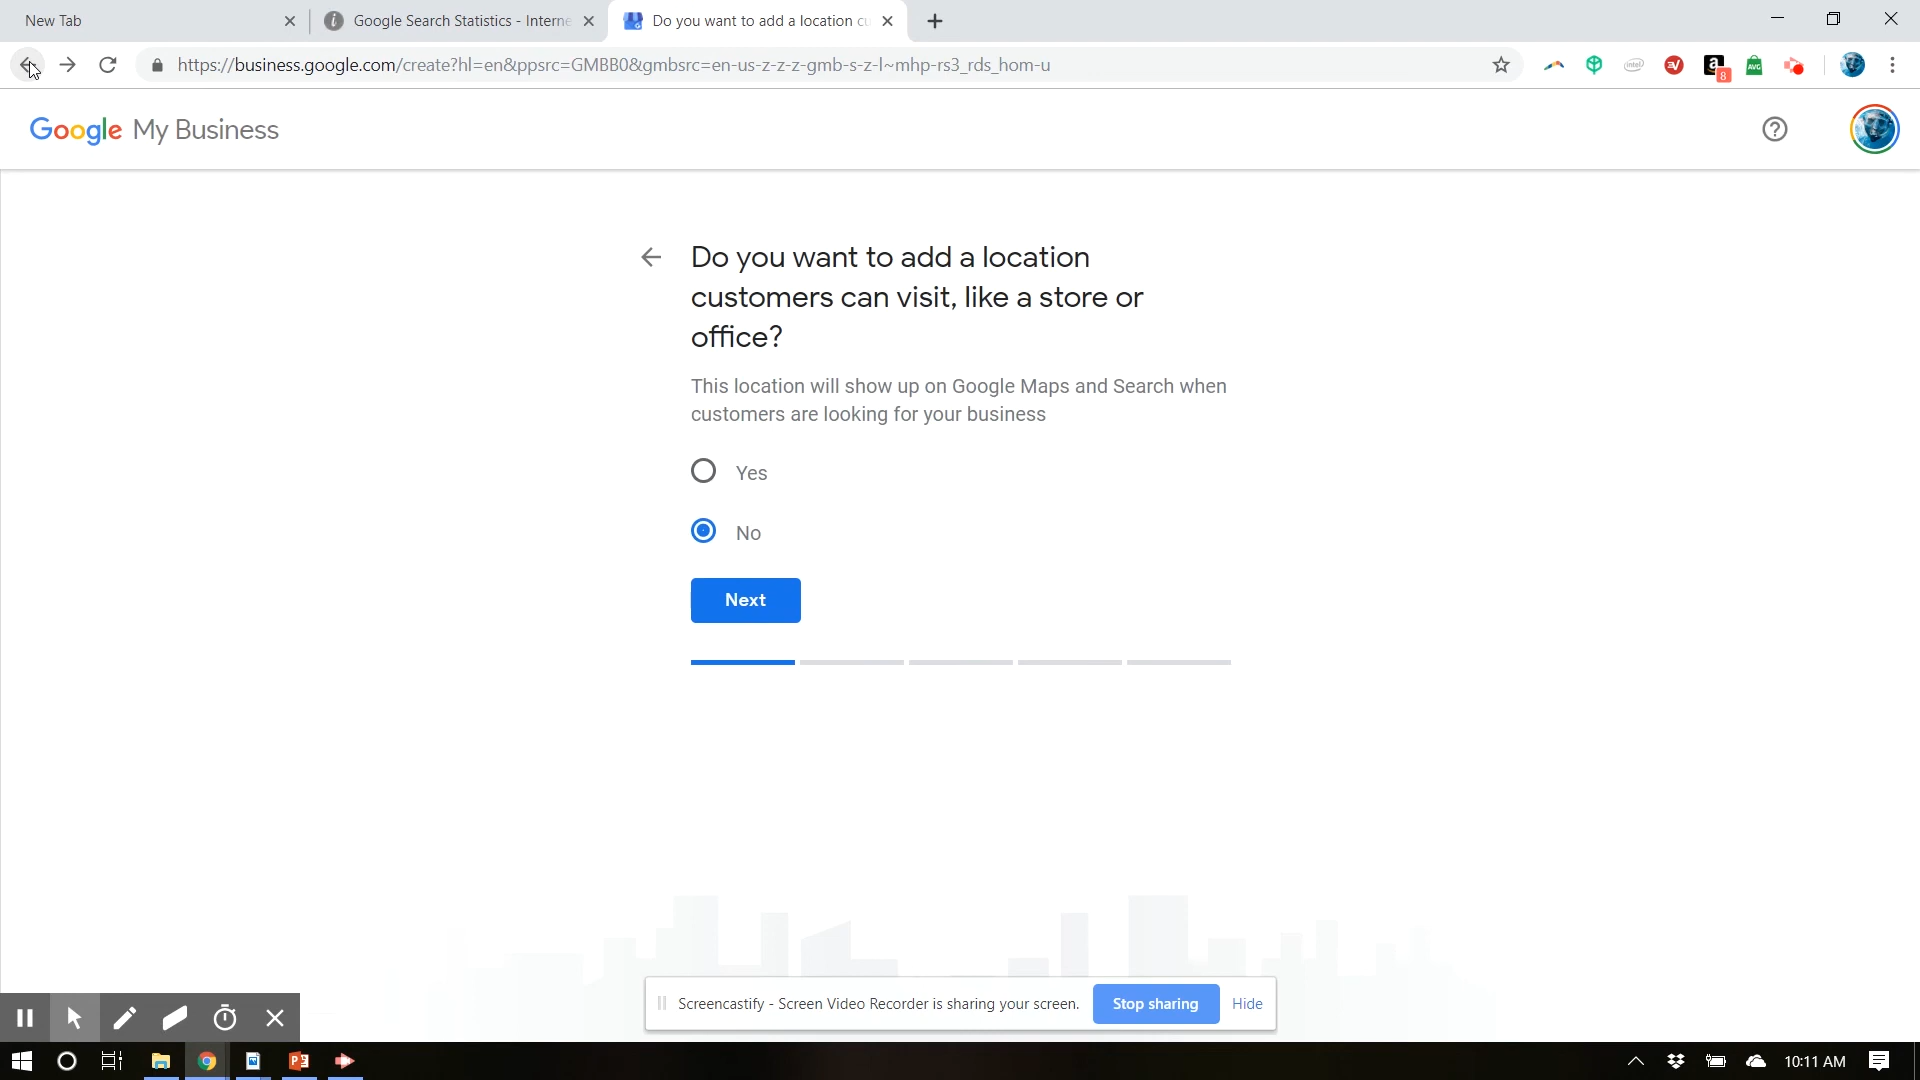 New Tab
Google Search Statistics - Interne
Do you want to add a location cu
https://business.google.com/create?hl=en&ppsrc=GMBB0&gmbsrc=en-us-z-z-z-gmb-s-z-l~mhp-rs3_rds_hom-u
intel
a
8
AVG
Google My Business
Do you want to add a location
customers can visit, like a store or
office?
This location will show up on Google Maps and Search when
customers are looking for your business
Yes
No
Next
Screencastify - Screen Video Recorder is sharing your screen.
Stop sharing
Hide
10:11 AM